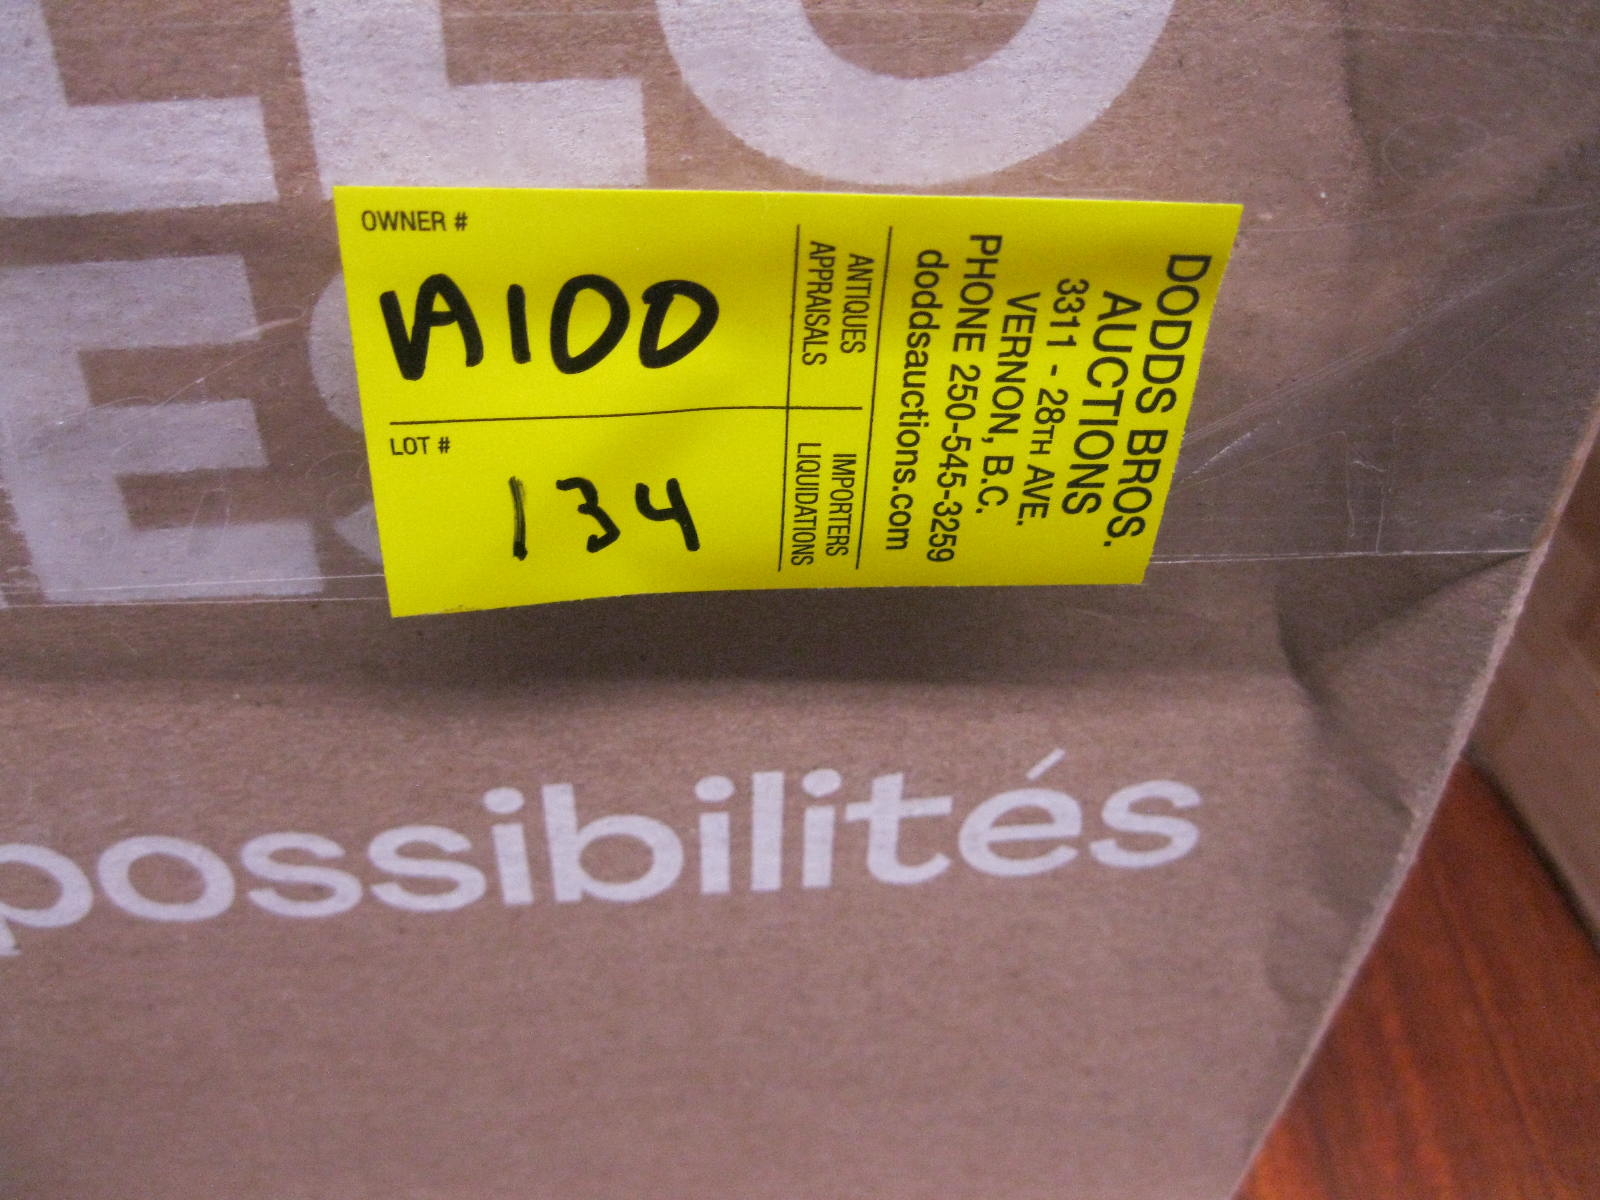 OWNER #
A100
LOT #
134
ANTIQUES
APPRAISALS
IMPORTERS
LIQUIDATIONS
DODDS BROS.
AUCTIONS
3311 - 28TH AVE.
VERNON, B.C.
PHONE 250-545-3259
doddsauctions.com
possibilités